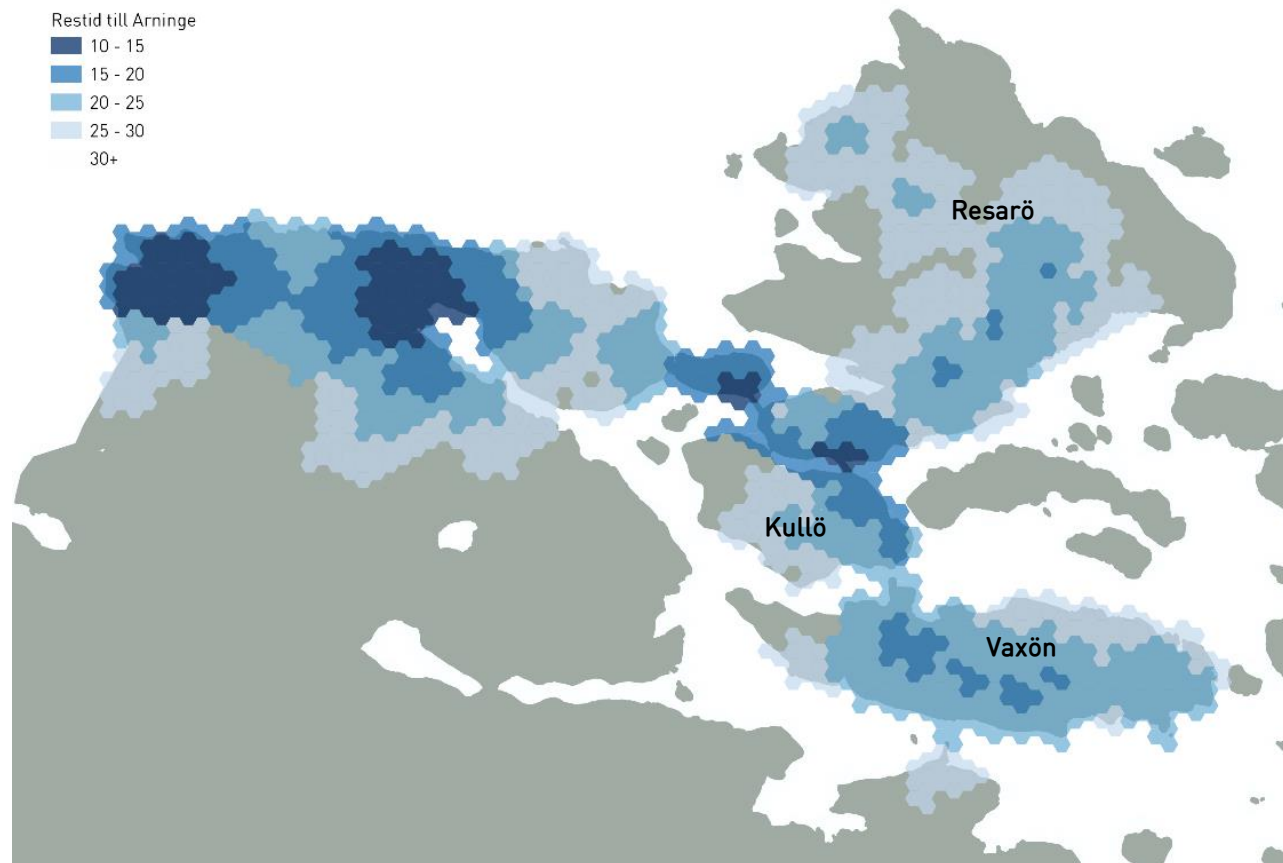 Restid till Arninge
10 - 15
15 - 20
20 - 25
25 - 30
30+
Resarö
Kullö
Vaxön